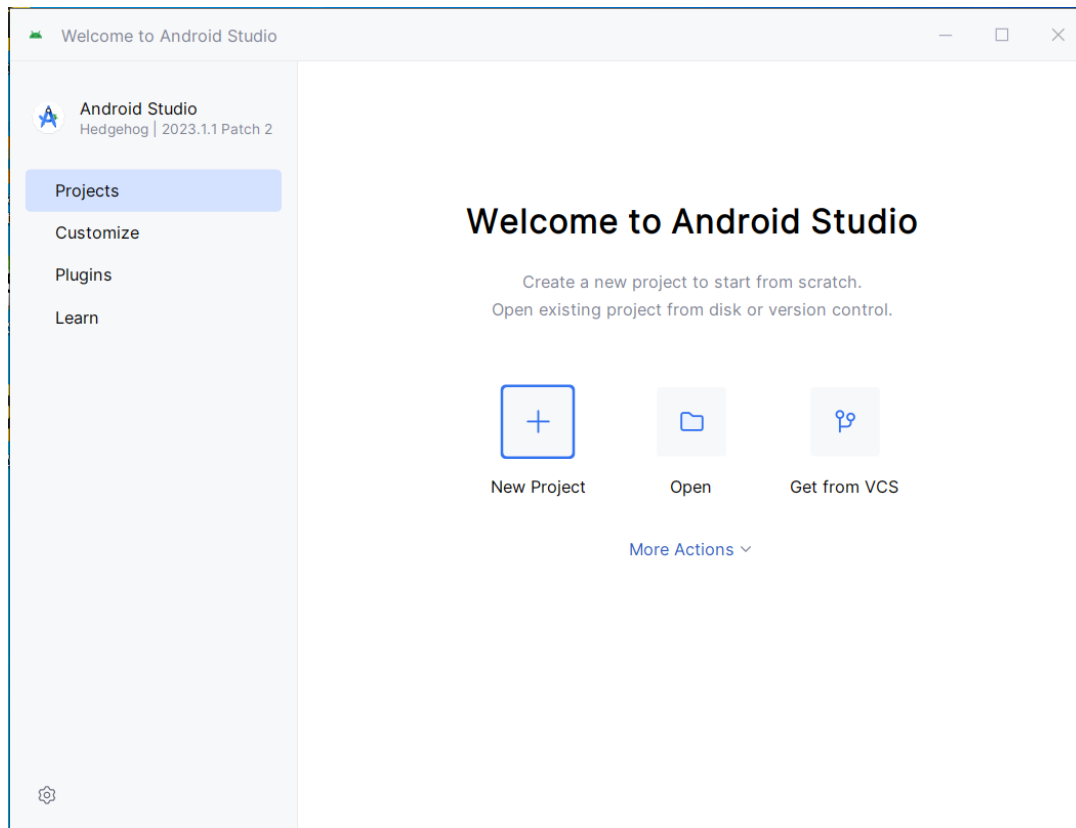 Welcome to Android Studio
Android Studio
Hedgehog | 2023.1.1 Patch 2
Projects
Customize
Plugins
Learn
Welcome to Android Studio
Create a new project to start from scratch.
Open existing project from disk or version control.
New Project
Open
Get from VCS
More Actions